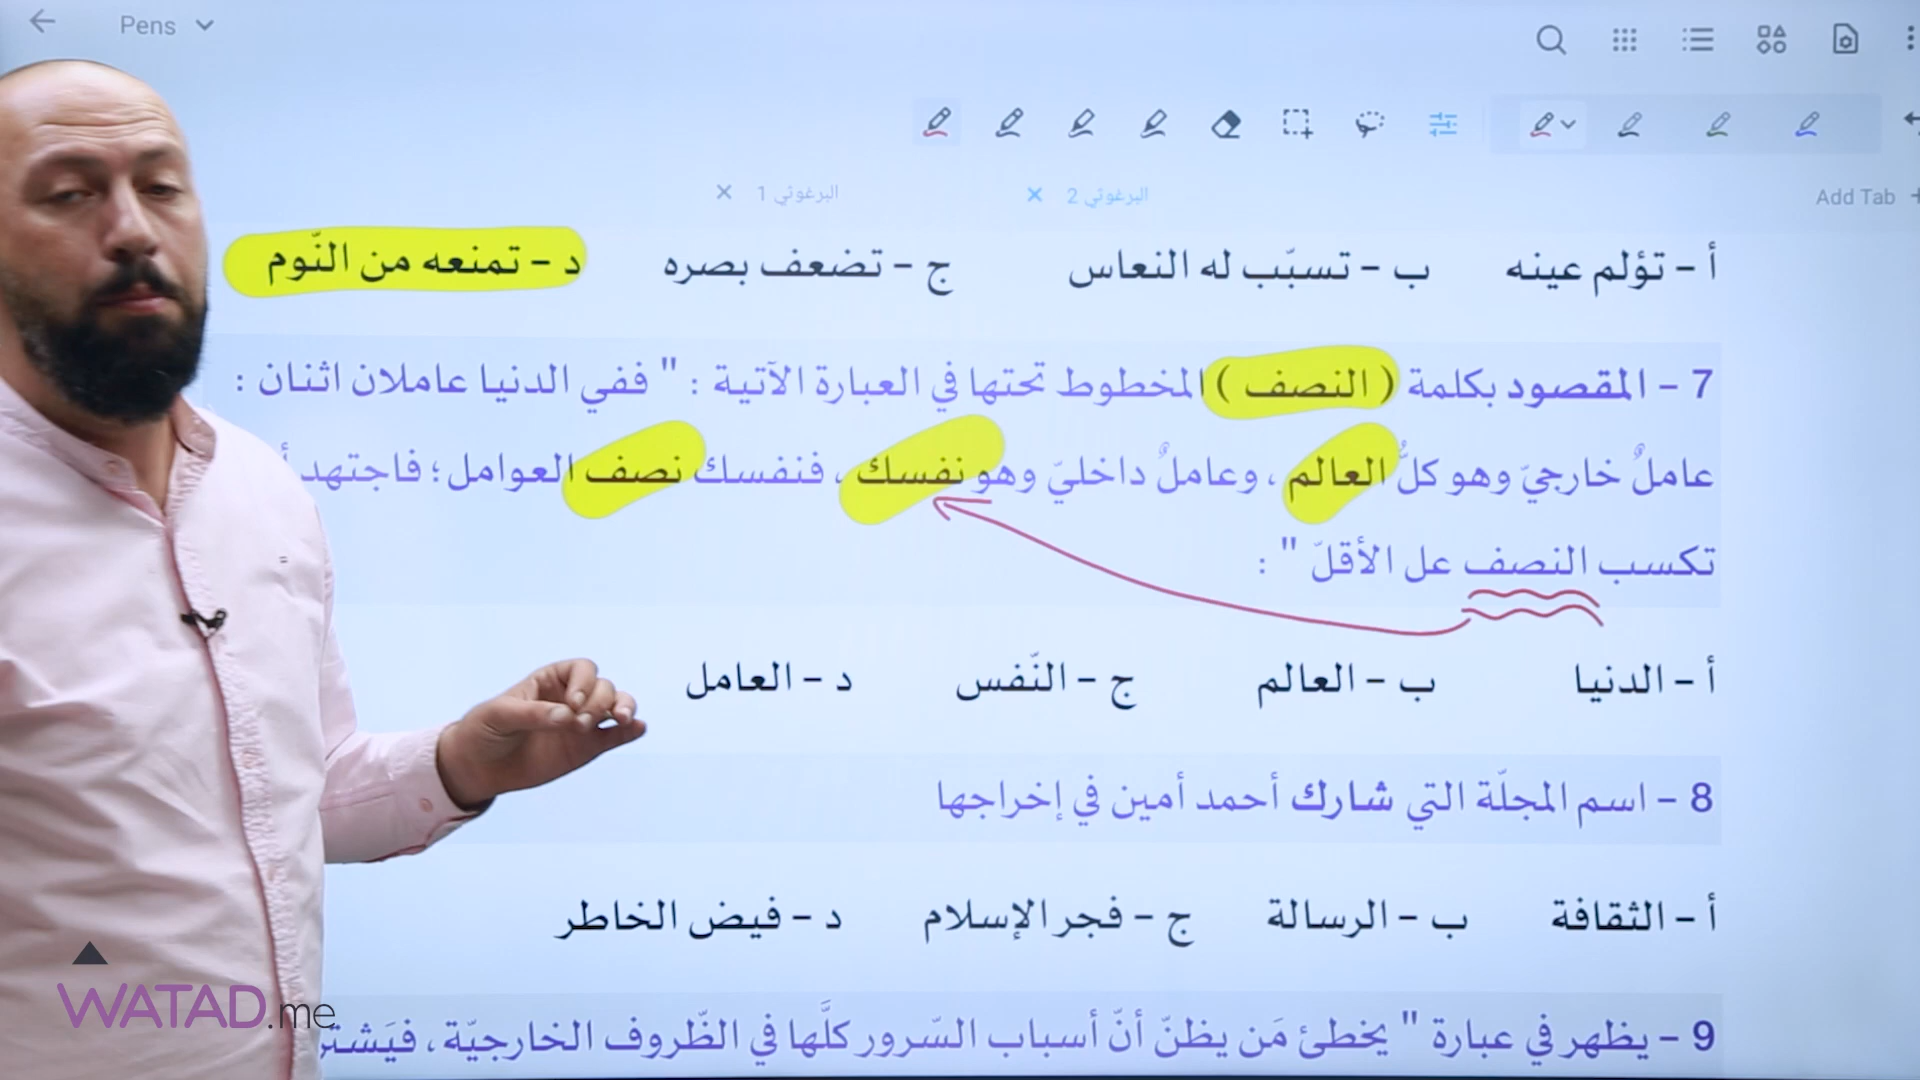 Pens
البرغوثي 1
البرغوثي 2
Add Tab
أ - تؤلم عينه ب - تسبّب له النعاس ج - تضعف بصره د - تمنعه من النّوم
7 - المقصود بكلمة ( النصف ) المخطوط تحتها في العبارة الآتية : " ففي الدنيا عاملان اثنان :
عاملٌ خارجيّ وهو كلُّ العالم ، وعاملٌ داخليّ وهو نفسك ، فنفسك نصف العوامل ؛ فاجتهد
تكسب النصف عل الأقلّ " :
أ - الدنيا ب - العالم ج - النّفس د - العامل
8 - اسم المجلّة التي شارك أحمد أمين في إخراجها
أ - الثقافة ب - الرسالة ج - فجر الإسلام د - فيض الخاطر
9 - يظهر في عبارة " يخطئ مَن يظنّ أنّ أسباب السّرور كلَّها في الظّروف الخارجيّة ،
WATAD.me